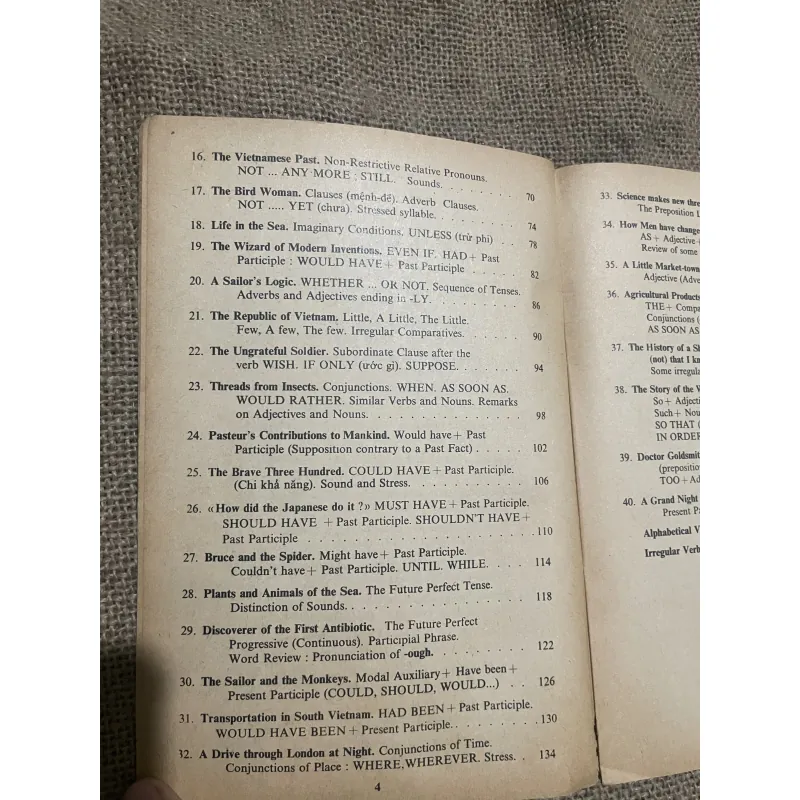 16. The Vietnamese Past. Non-Restrictive Relative Pronouns.
NOT ... ANY MORE ; STILL. Sounds. . . . . . . . 70
17. The Bird Woman. Clauses (mệnh-đề). Adverb Clauses.
NOT ..... YET (chưa). Stressed syllable. . . . . . . 74
18. Life in the Sea. Imaginary Conditions. UNLESS (trừ phi) . . 78
19. The Wizard of Modern Inventions. EVEN IF. HAD + Past
Participle : WOULD HAVE + Past Participle . . . . 82
20. A Sailor's Logic. WHETHER ... OR NOT. Sequence of Tenses.
Adverbs and Adjectives ending in -LY. . . . . . . . 86
21. The Republic of Vietnam. Little, A Little, The Little.
Few, A few, The few. Irregular Comparatives. . . . . . 90
22. The Ungrateful Soldier. Subordinate Clause after the
verb WISH. IF ONLY (ước gì). SUPPOSE. . . . . . . 94
23. Threads from Insects. Conjunctions. WHEN. AS SOON AS.
WOULD RATHER. Similar Verbs and Nouns. Remarks
on Adjectives and Nouns. . . . . . . . . . . . . . 98
24. Pasteur's Contributions to Mankind. Would have + Past
Participle (Supposition contrary to a Past Fact) . . . . . 102
25. The Brave Three Hundred. COULD HAVE + Past Participle.
(Chỉ khả năng). Sound and Stress. . . . . . . . . . . 106
26. «How did the Japanese do it ?» MUST HAVE + Past Participle.
SHOULD HAVE + Past Participle. SHOULDN'T HAVE +
Past Participle . . . . . . . . . . . . . . . . . . . . 110
27. Bruce and the Spider. Might have + Past Participle.
Couldn't have + Past Participle. UNTIL. WHILE. . . . . 114
28. Plants and Animals of the Sea. The Future Perfect Tense.
Distinction of Sounds. . . . . . . . . . . . . . . . 118
29. Discoverer of the First Antibiotic. The Future Perfect
Progressive (Continuous). Participial Phrase.
Word Review : Pronunciation of -ough. . . . . . . . . 122
30. The Sailor and the Monkeys. Modal Auxiliary + Have been +
Present Participle (COULD, SHOULD, WOULD...) . . 126
31. Transportation in South Vietnam. HAD BEEN + Past Participle.
WOULD HAVE BEEN + Present Participle. . . . . . . . . 130
32. A Drive through London at Night. Conjunctions of Time.
Conjunctions of Place : WHERE, WHEREVER. Stress. . 134
4
33. Science makes new
The Preposition
34. How Men have
AS + Adjective
Review of some
35. A Little Market-town
Adjective
36. Agricultural Products
THE +
Conjunctions
AS SOON AS
37. The History of a
(not) that I
Some
38. The Story of the
So +
Such +
SO THAT
IN ORDER
39. Doctor
TOO +
40. A Grand Night
Present
Alphabetical
Irregular